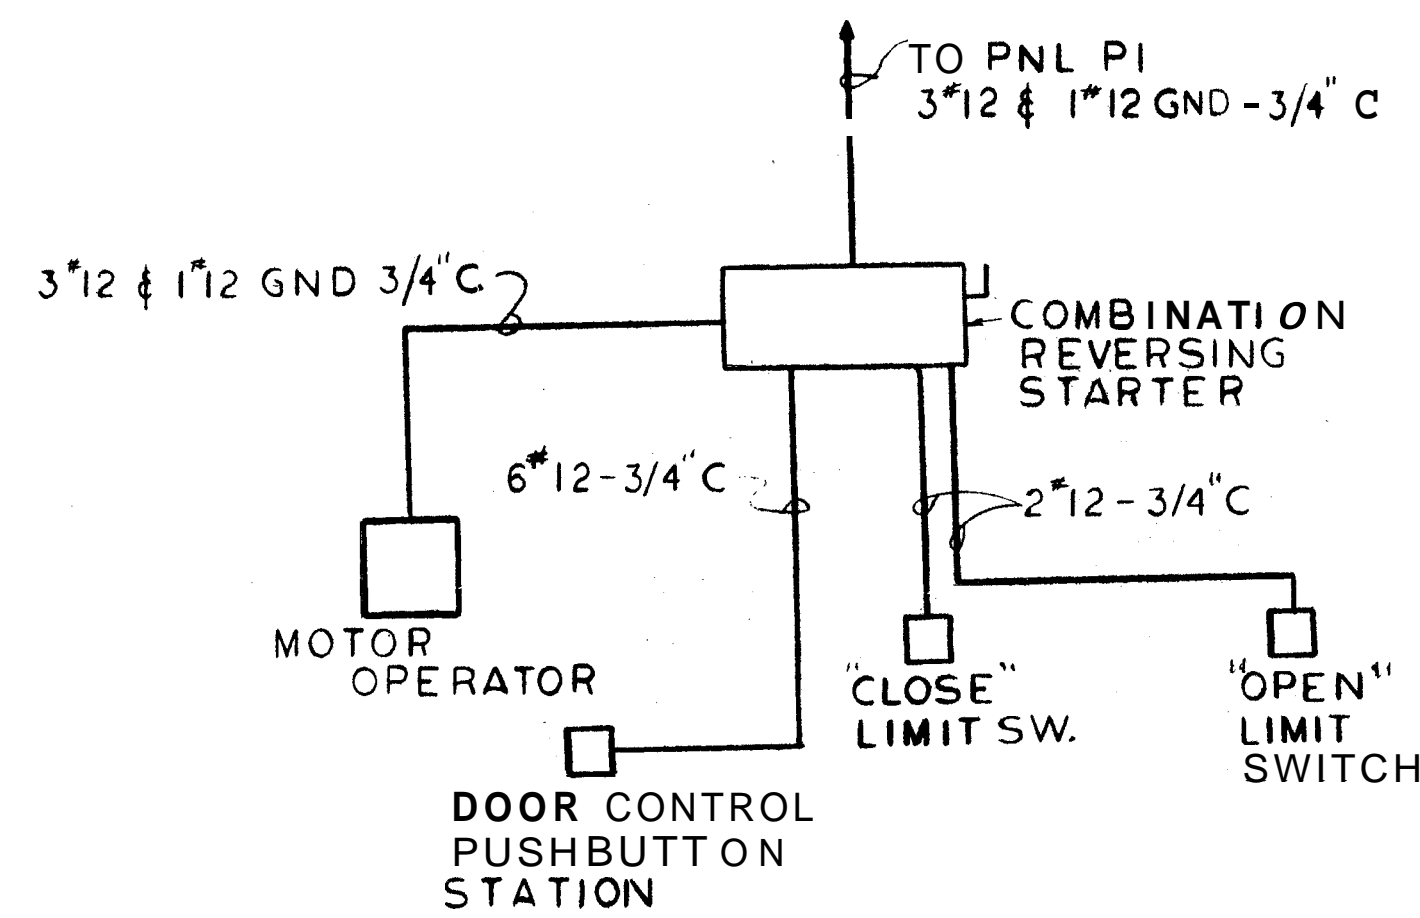 TO PNL P1
3#12 & 1#12 GND - 3/4" C
3#12 & 1#12 GND 3/4" C.
COMBINATION
REVERSING
STARTER
6#12-3/4" C
2#12-3/4" C
MOTOR
OPERATOR
"CLOSE"
LIMIT SW.
"OPEN"
LIMIT
SWITCH
DOOR CONTROL
PUSHBUTTON
STATION